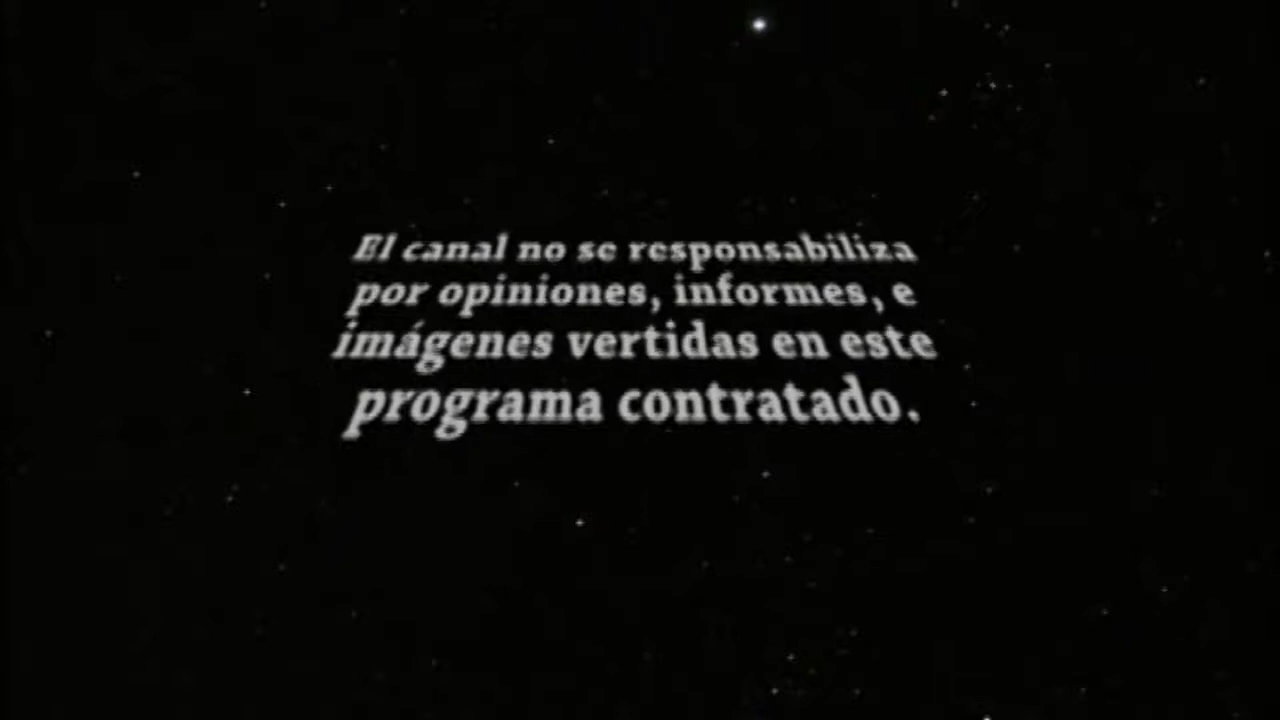 El canal no se responsabiliza
por opiniones, informes, e
imágenes vertidas en este
programa contratado.